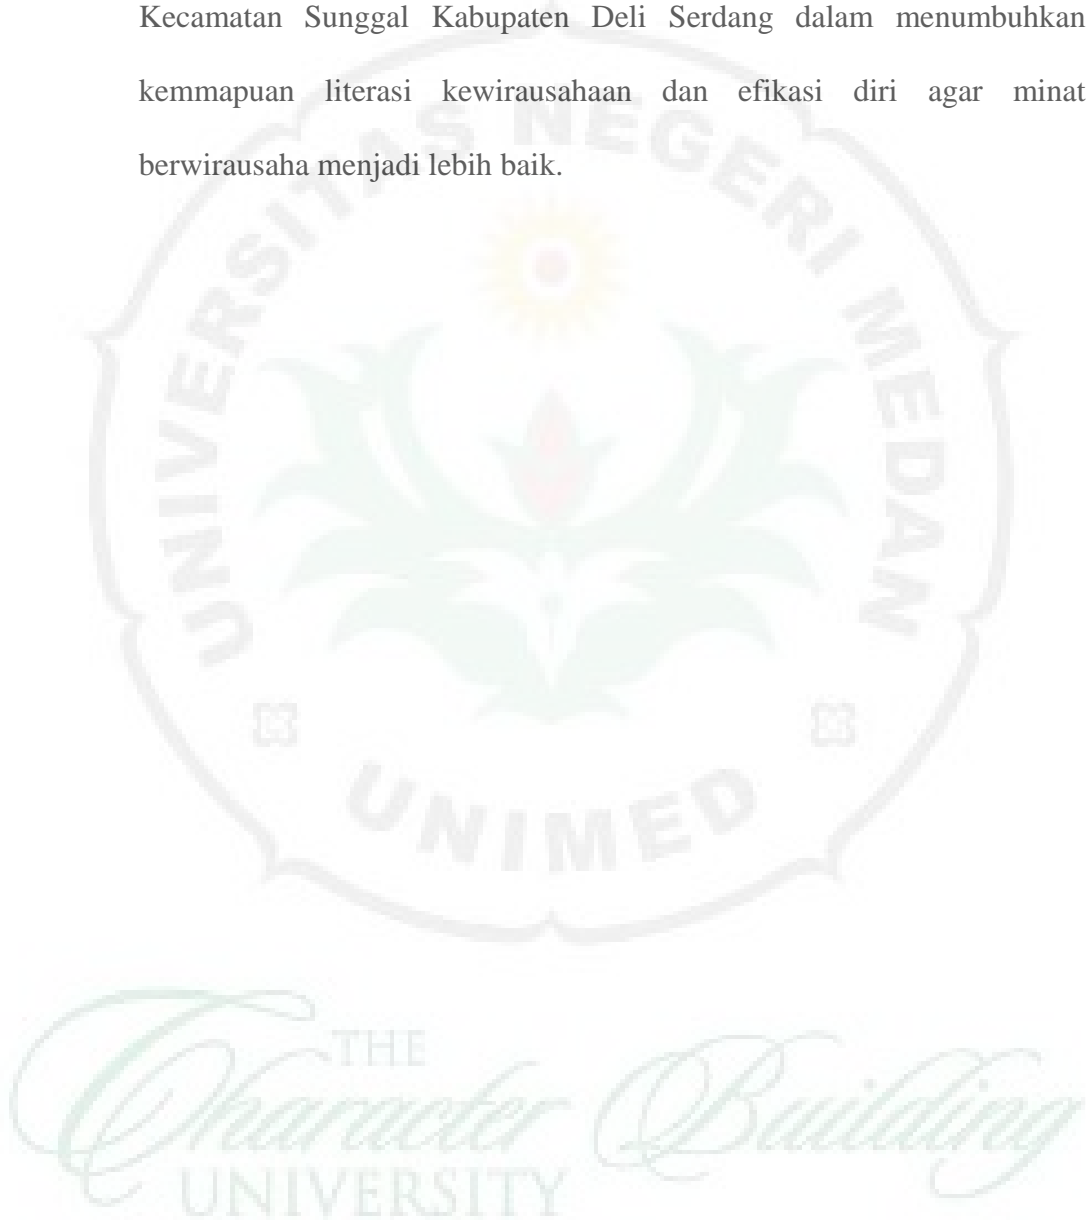 Kecamatan Sunggal Kabupaten Deli Serdang dalam menumbuhkan
kemmapuan literasi kewirausahaan dan efikasi diri agar minat
berwirausaha menjadi lebih baik.
UNIVERSITAS NEGERI MEDAN
UNIMED
THE
Character Building
UNIVERSITY